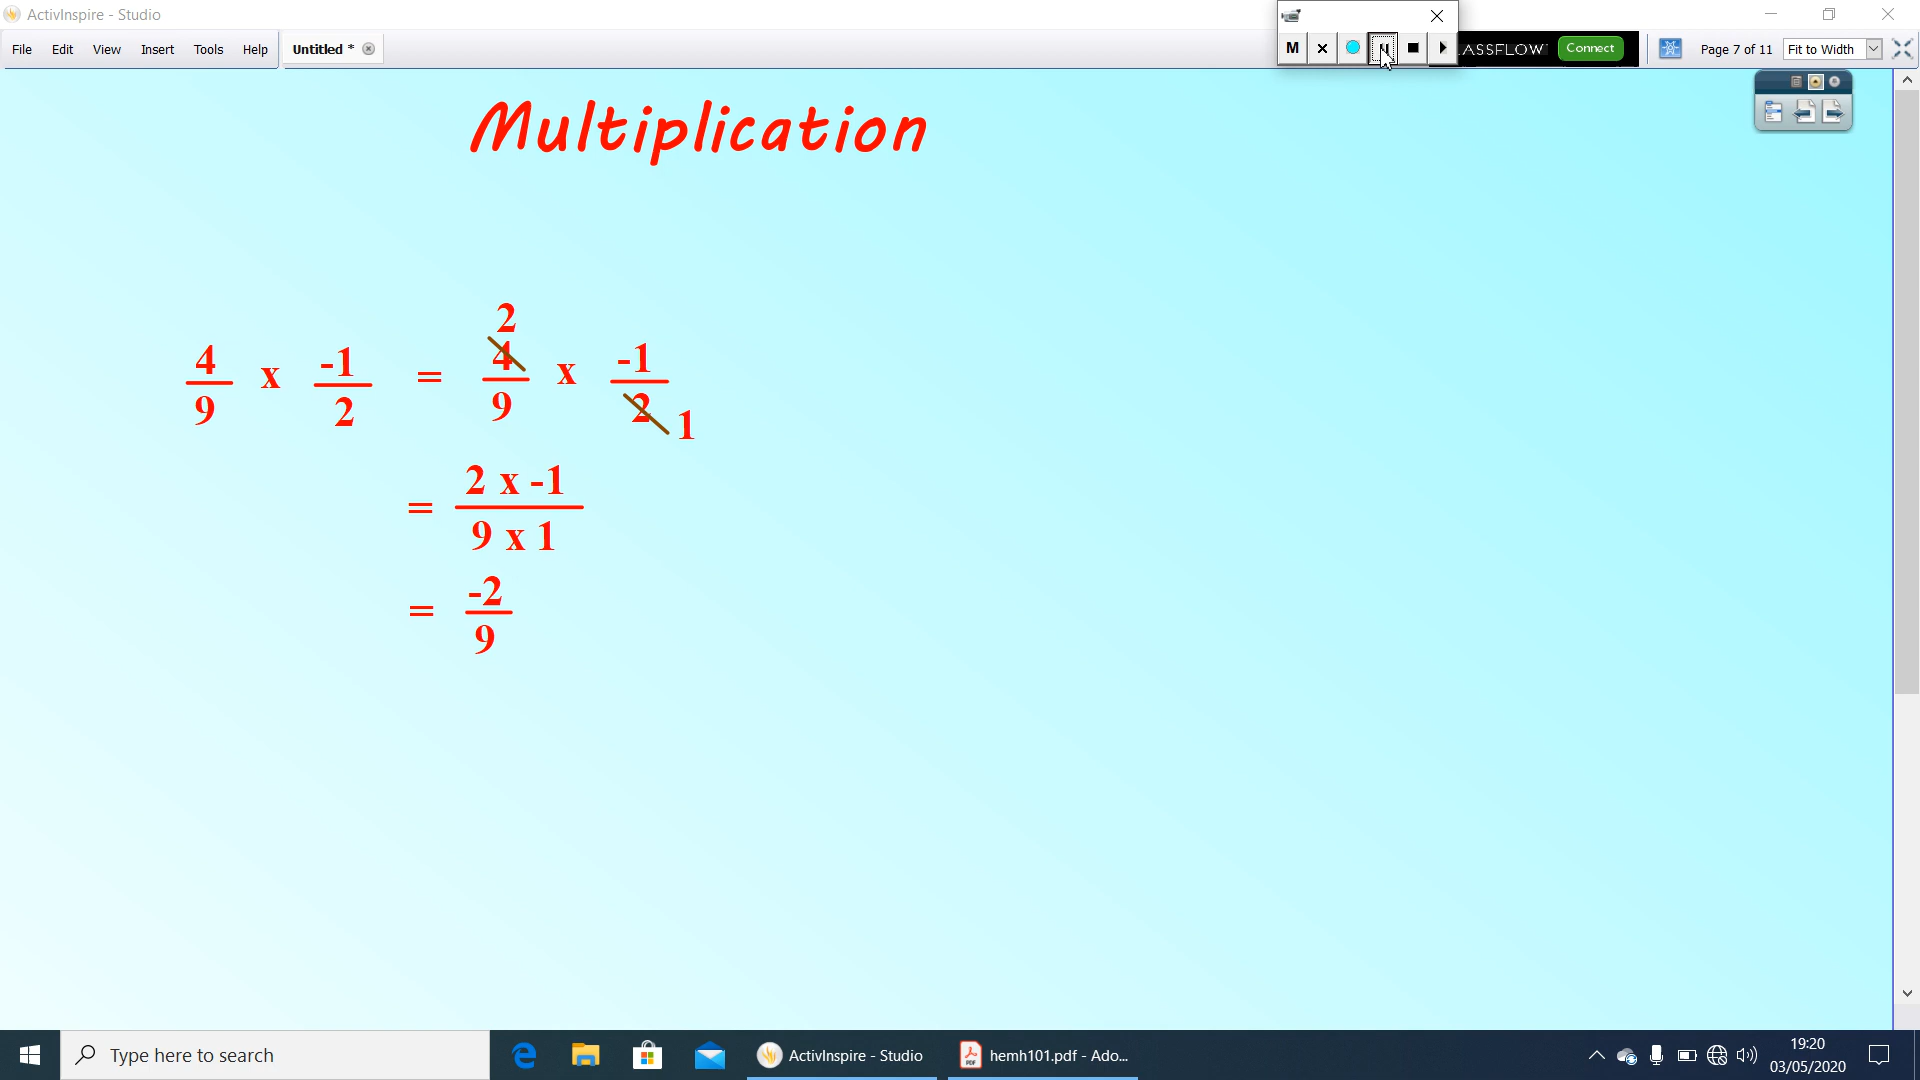 ActivInspire - Studio
File Edit View Insert Tools Help Untitled * M Connect Page 7 of 11 Fit to Width
Multiplication
2
4 x -1 = 4 x -1
9 2 9 2 1
= 2 x -1
9 x 1
= -2
9
Type here to search ActivInspire - Studio hemh101.pdf - Ado... 19:20
03/05/2020